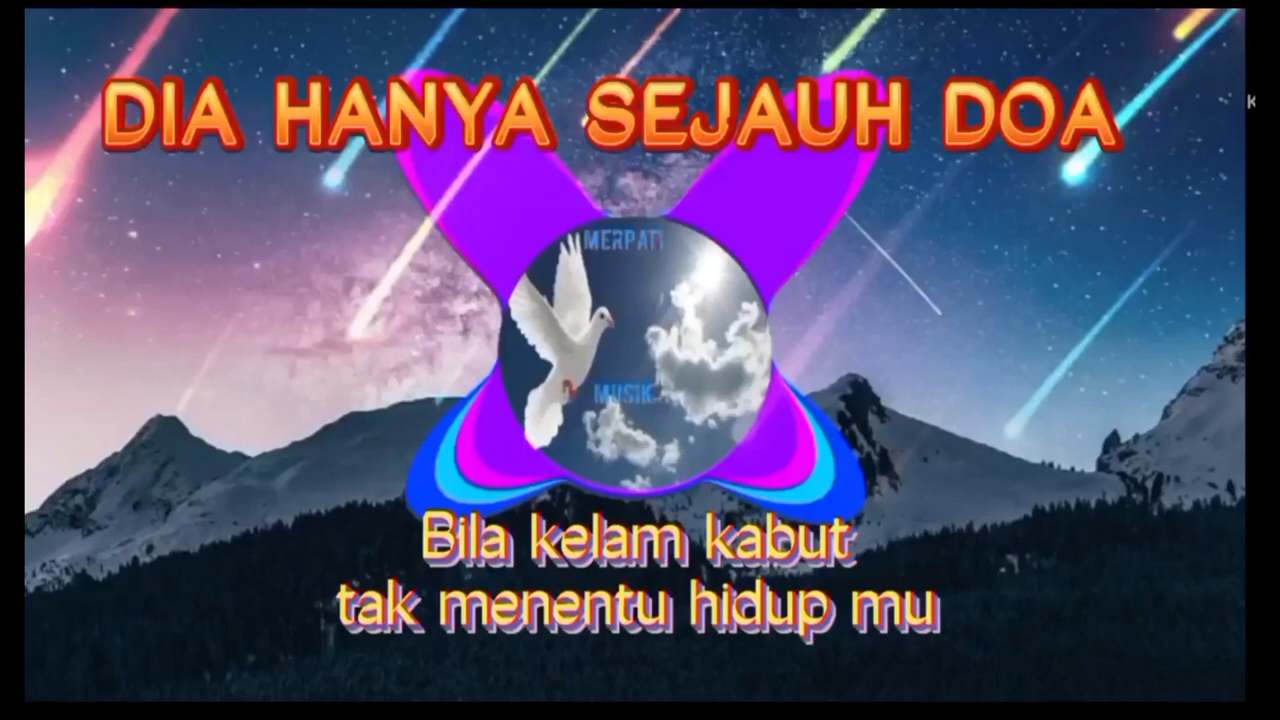 DIA HANYA SEJAUH DOA
K
MERPATI
MUSIK
Bila kelam kabut
tak menentu hidup mu